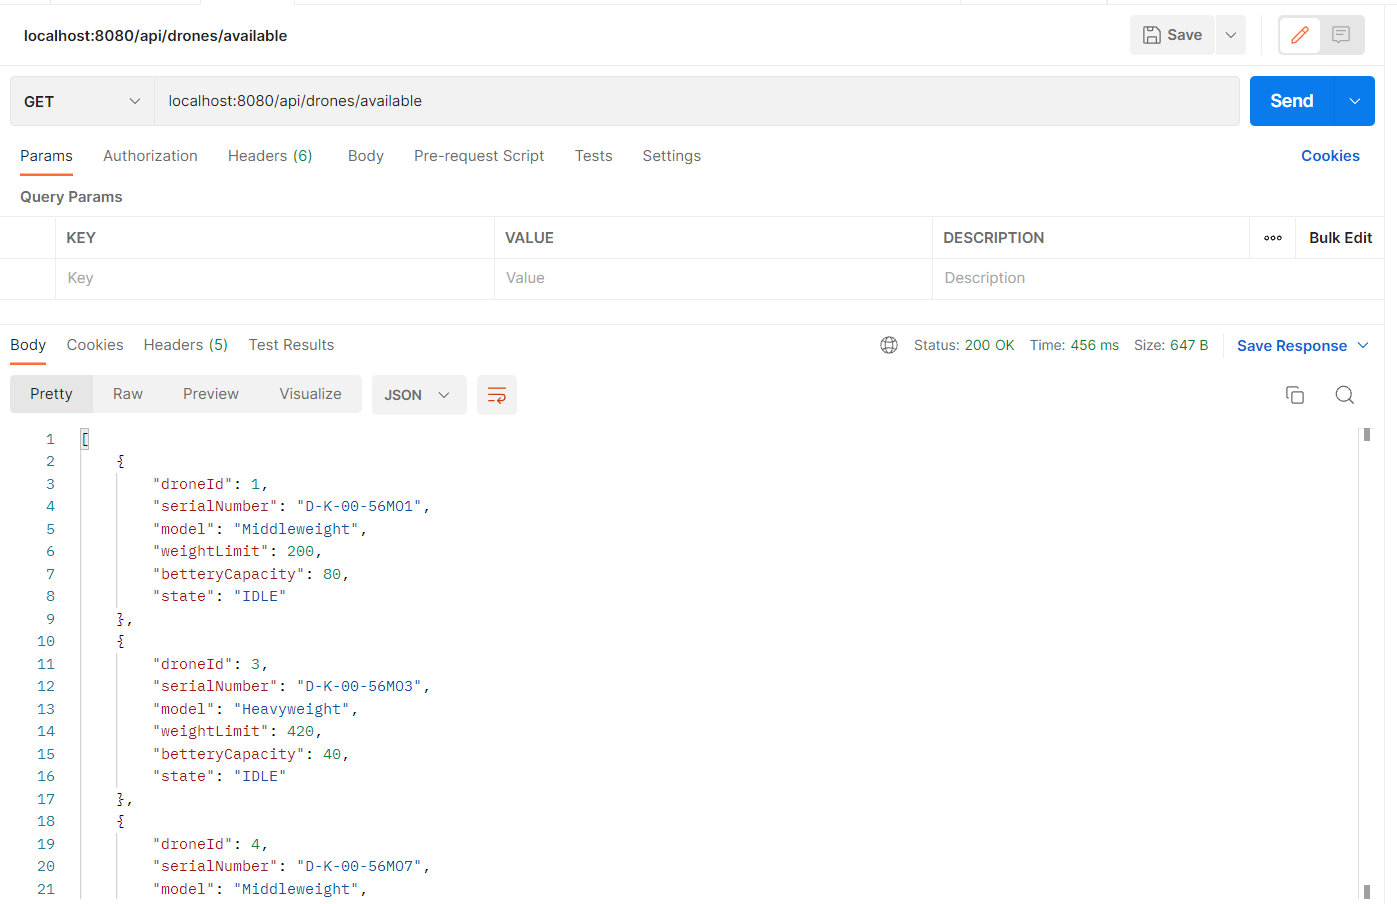 localhost:8080/api/drones/available
Save
GET
localhost:8080/api/drones/available
Send
Params Authorization Headers (6) Body Pre-request Script Tests Settings Cookies
Query Params
KEY VALUE DESCRIPTION ooo Bulk Edit
Key Value Description
Body Cookies Headers (5) Test Results Status: 200 OK Time: 456 ms Size: 647 B Save Response
Pretty Raw Preview Visualize JSON
1 [
2 {
3 "droneId": 1,
4 "serialNumber": "D-K-00-56MO1",
5 "model": "Middleweight",
6 "weightLimit": 200,
7 "betteryCapacity": 80,
8 "state": "IDLE"
9 },
10 {
11 "droneId": 3,
12 "serialNumber": "D-K-00-56MO3",
13 "model": "Heavyweight",
14 "weightLimit": 420,
15 "betteryCapacity": 40,
16 "state": "IDLE"
17 },
18 {
19 "droneId": 4,
20 "serialNumber": "D-K-00-56MO7",
21 "model": "Middleweight",